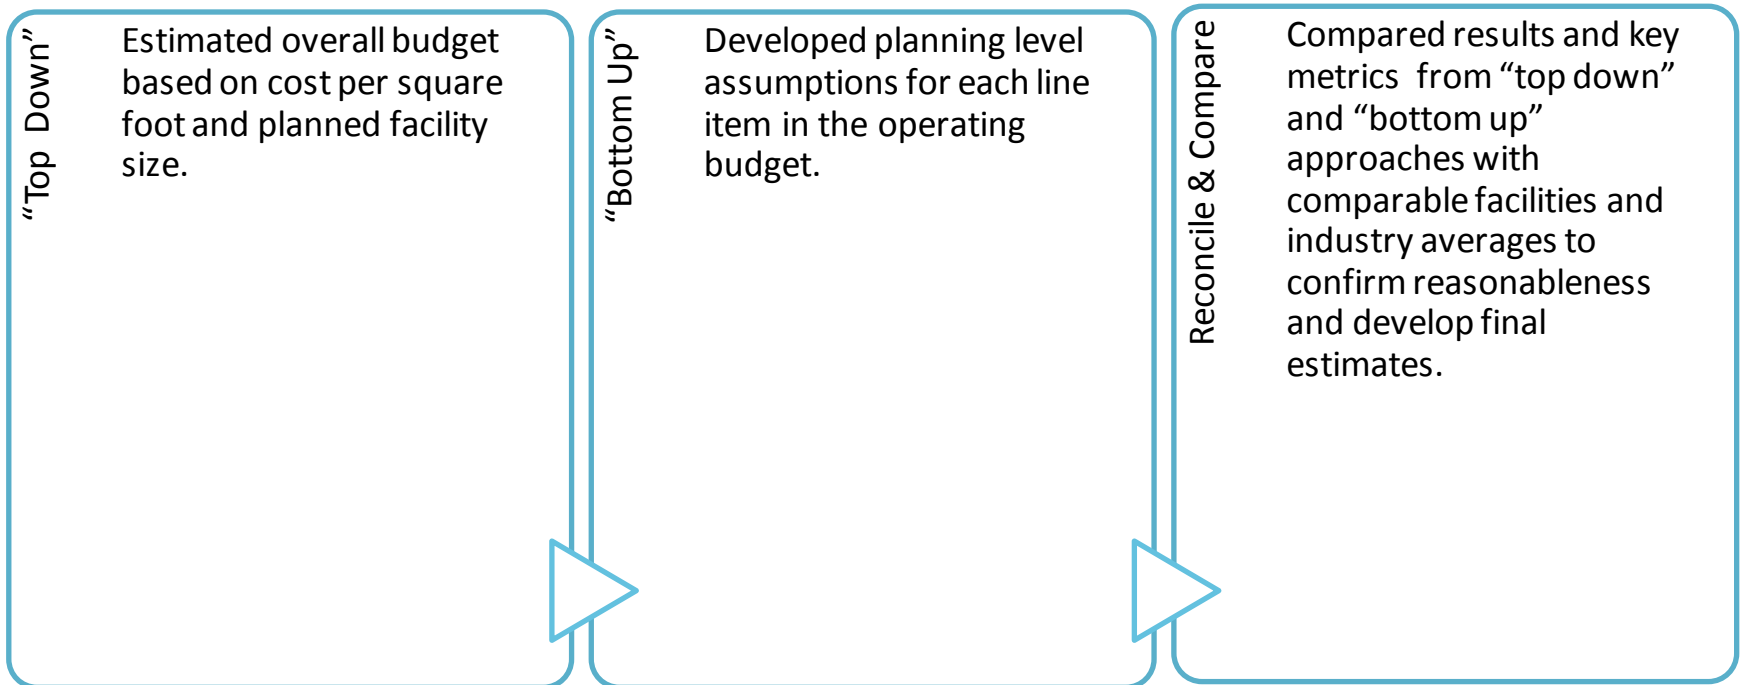 “Top Down”
Estimated overall budget
based on cost per square
foot and planned facility
size.
“Bottom Up”
Developed planning level
assumptions for each line
item in the operating
budget.
Reconcile & Compare
Compared results and key
metrics from “top down”
and “bottom up”
approaches with
comparable facilities and
industry averages to
confirm reasonableness
and develop final
estimates.